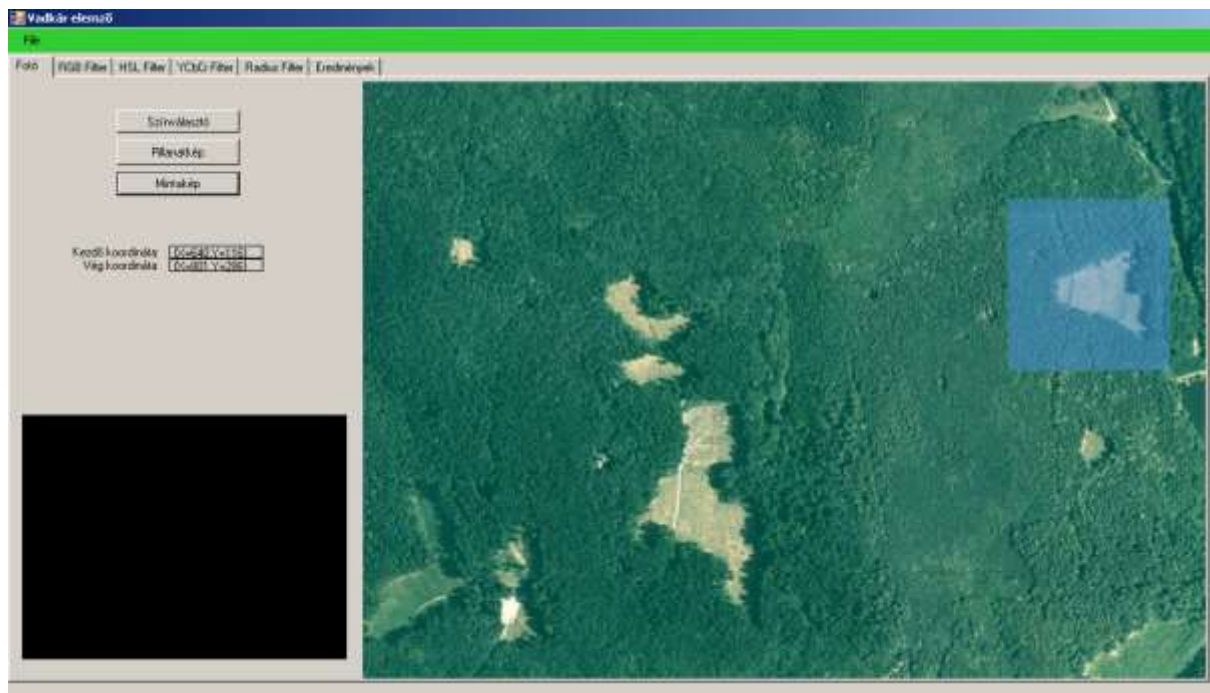 Vadkár elemző
File
Fotó RGB Filter HSL Filter YCbCr Filter Radius Filter Eredmények
Színválasztó
Pillanatkép
Mintakép
Kezdő koordináta
Vég koordináta